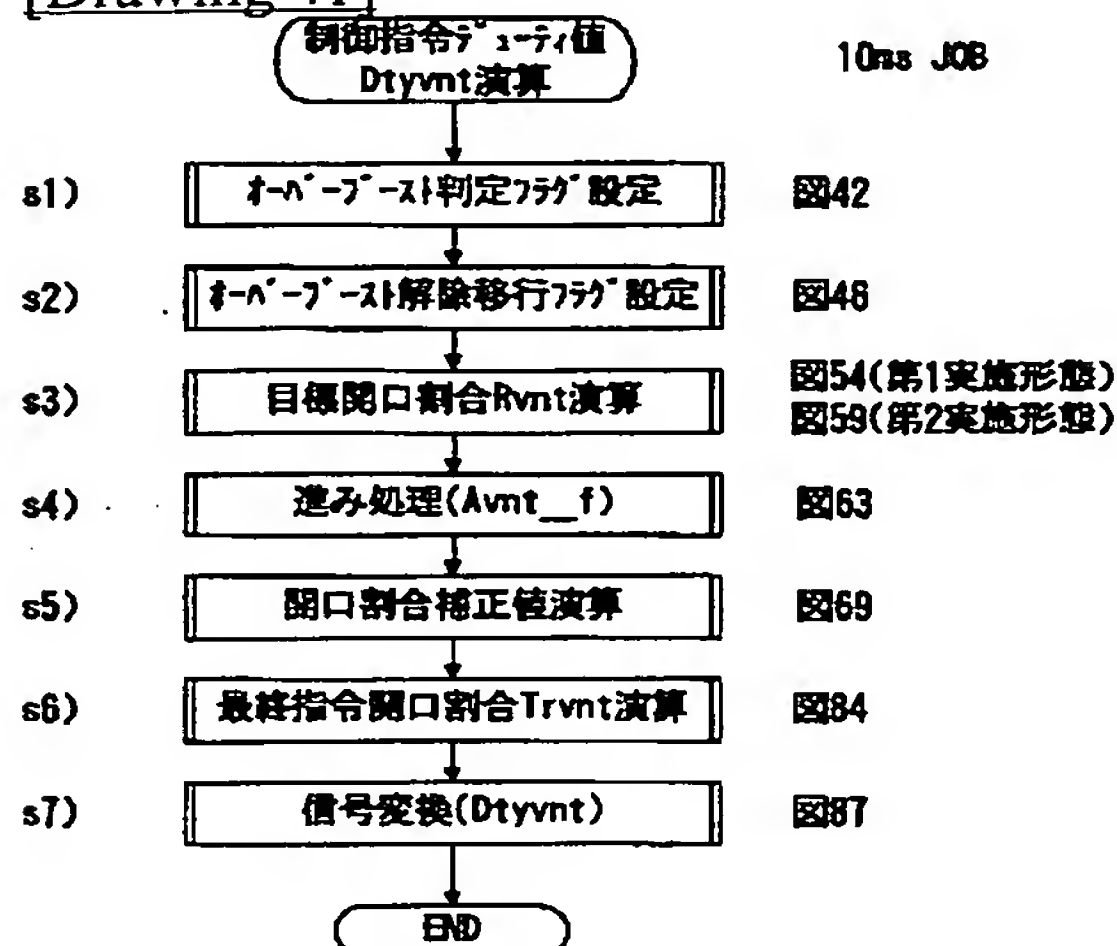 [Drawing 41]
制御指令ﾃﾞｭｰﾃｨ値
Dtyvnt演算
10ms JOB
s1)
ｵｰﾊﾞｰﾌﾞｰｽﾄ判定ﾌﾗｸﾞ設定
図42
s2)
ｵｰﾊﾞｰﾌﾞｰｽﾄ解除移行ﾌﾗｸﾞ設定
図46
s3)
目標開口割合Rvnt演算
図54(第1実施形態)
図59(第2実施形態)
s4)
進み処理(Avnt__f)
図63
s5)
開口割合補正値演算
図69
s6)
最終指令開口割合Trvnt演算
図84
s7)
信号変換(Dtyvnt)
図87
END